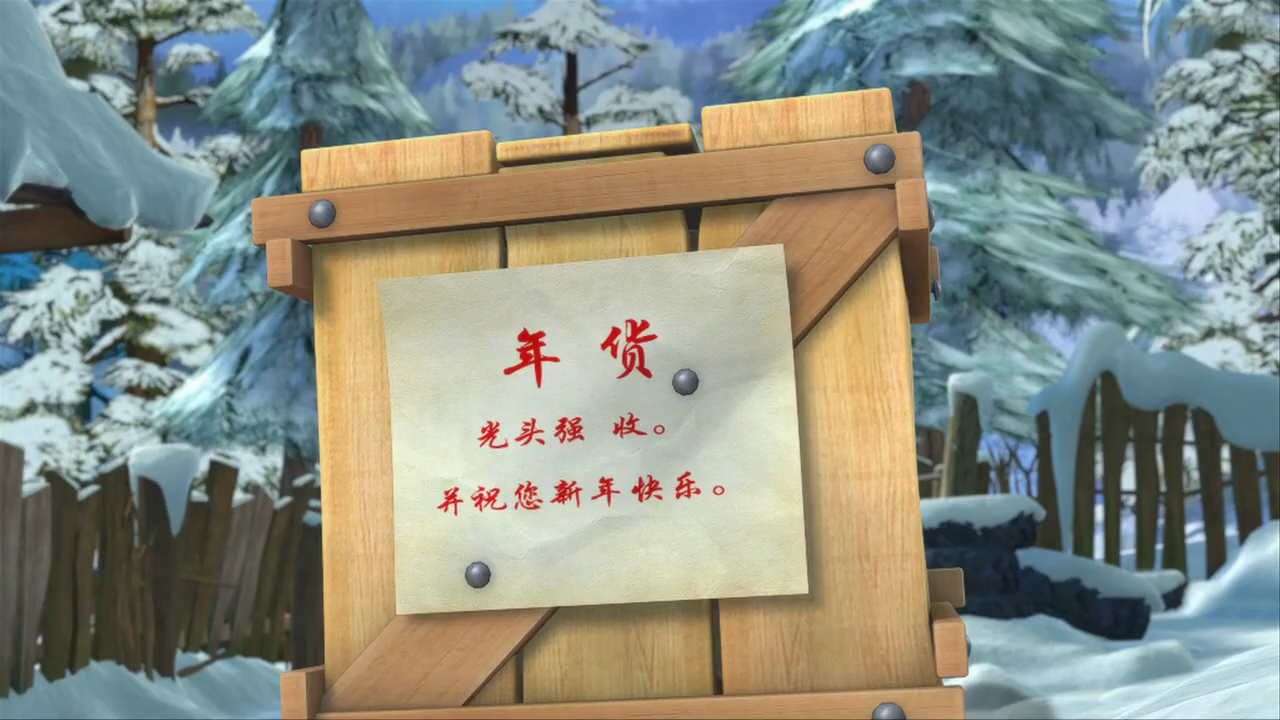 年 货
光头强 收。
并祝您新年快乐。